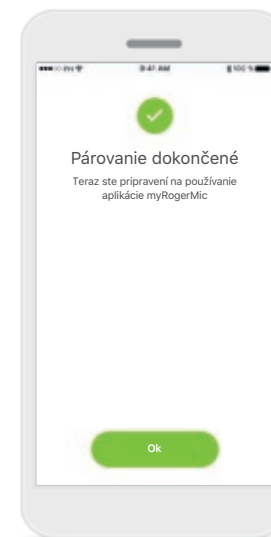 9:41 AM
100 %
Párovanie dokončené
Teraz ste pripravení na používanie
aplikácie myRogerMic
Ok